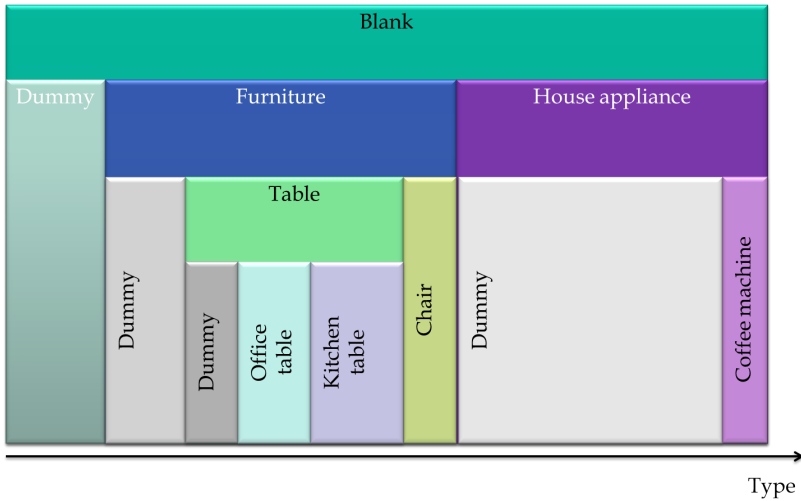 Blank
Dummy
Furniture
House appliance
Table
Dummy
Dummy
Office
table
Kitchen
table
Chair
Dummy
Coffee machine
Type